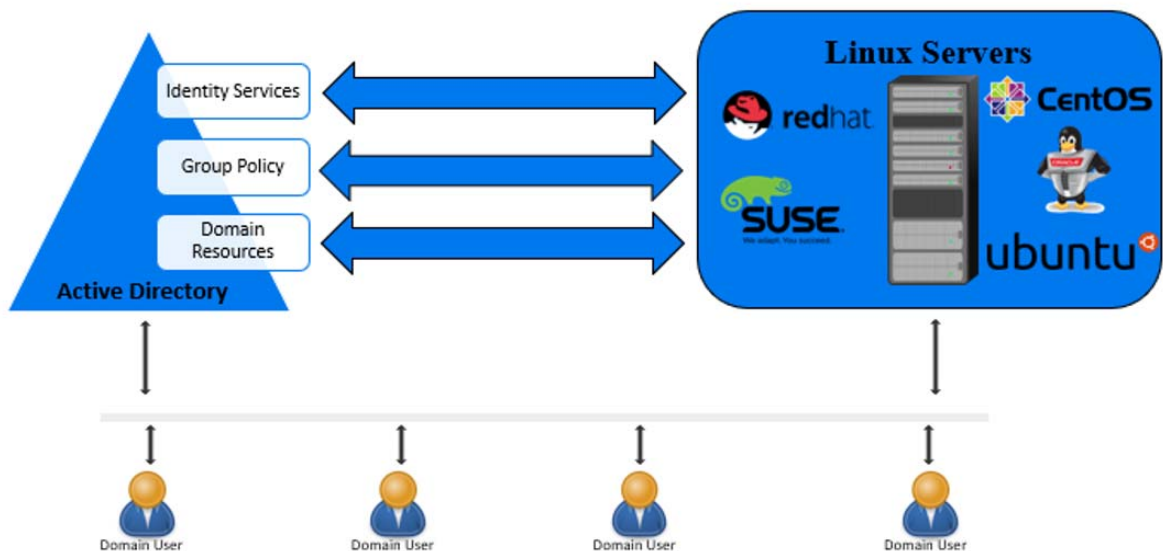 Linux Servers
Identity Services
redhat.
CentOS
Group Policy
ORACLE
SUSE.
We adapt. You succeed.
Domain
Resources
ubuntu
Active Directory
Domain User
Domain User
Domain User
Domain User